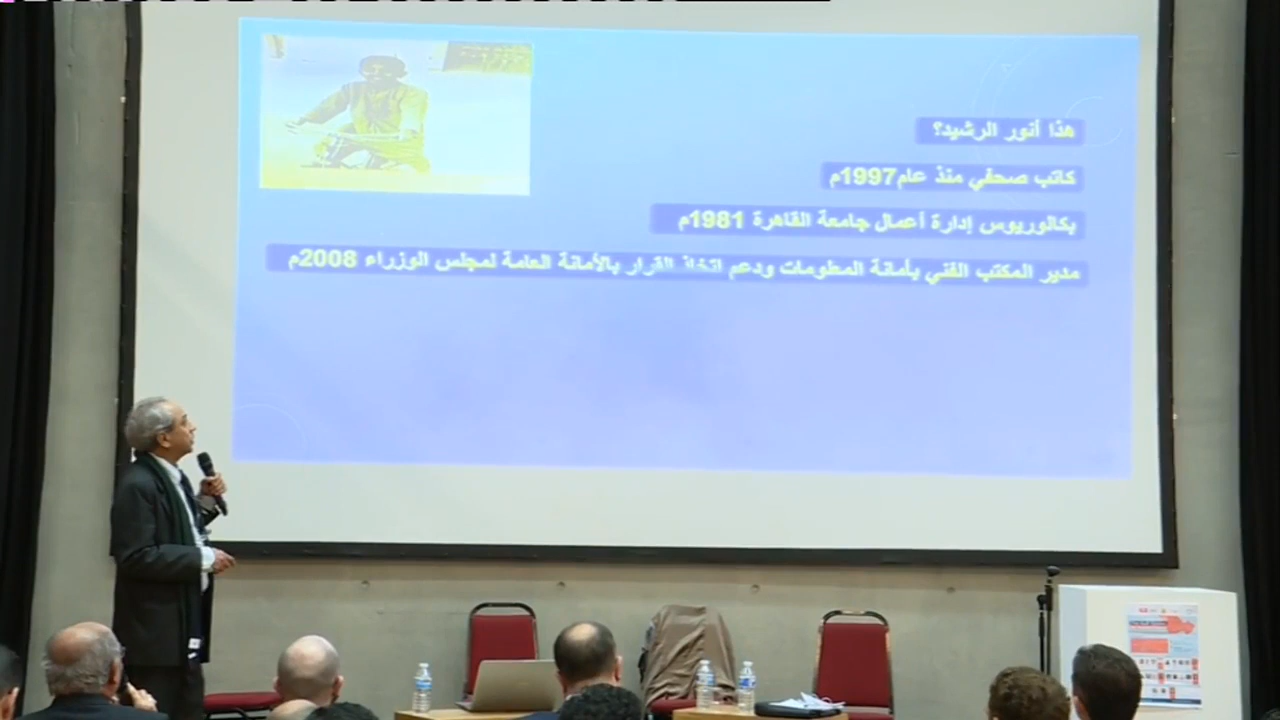 هذا أنور الرشيد؟
كاتب صحفي منذ عام1997م
بكالوريوس إدارة أعمال جامعة القاهرة 1981م
مدير المكتب الفني بأمانة المعلومات ودعم اتخاذ القرار بالأمانة العامة لمجلس الوزراء 2008م